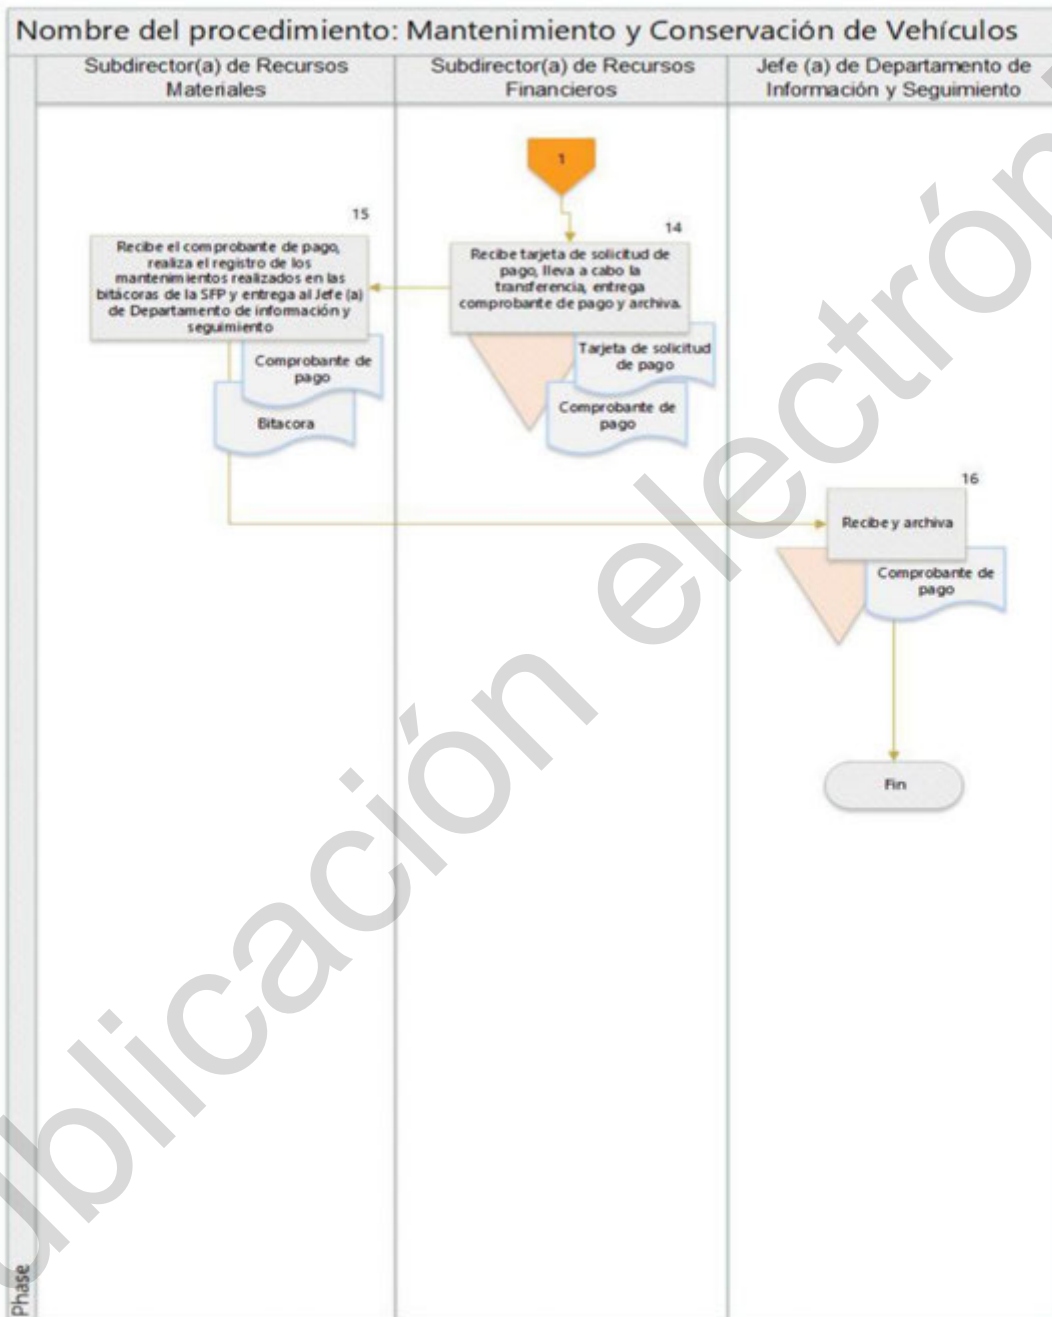 Nombre del procedimiento: Mantenimiento y Conservación de Vehículos
Subdirector(a) de Recursos
Materiales
Subdirector(a) de Recursos
Financieros
Jefe (a) de Departamento de
Información y Seguimiento
1
14
Recibe tarjeta de solicitud de
pago, lleva a cabo la
transferencia, entrega
comprobante de pago y archiva.
Tarjeta de solicitud
de pago
Comprobante de
pago
15
Recibe el comprobante de pago,
realiza el registro de los
mantenimientos realizados en las
bitácoras de la SFP y entrega al Jefe (a)
de Departamento de información y
seguimiento
Comprobante de
pago
Bitacora
16
Recibe y archiva
Comprobante de
pago
Fin
Phase
ublicación electrón